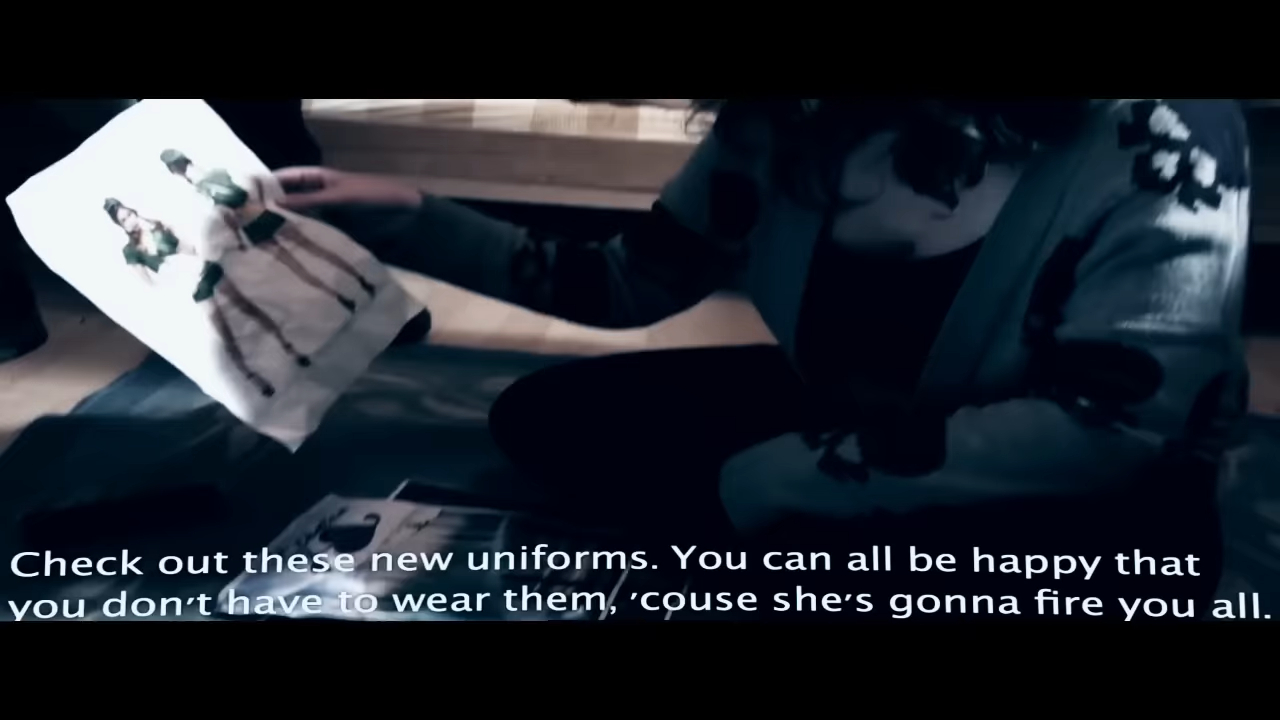 Check out these new uniforms. You can all be happy that
you don't have to wear them, 'couse she's gonna fire you all.